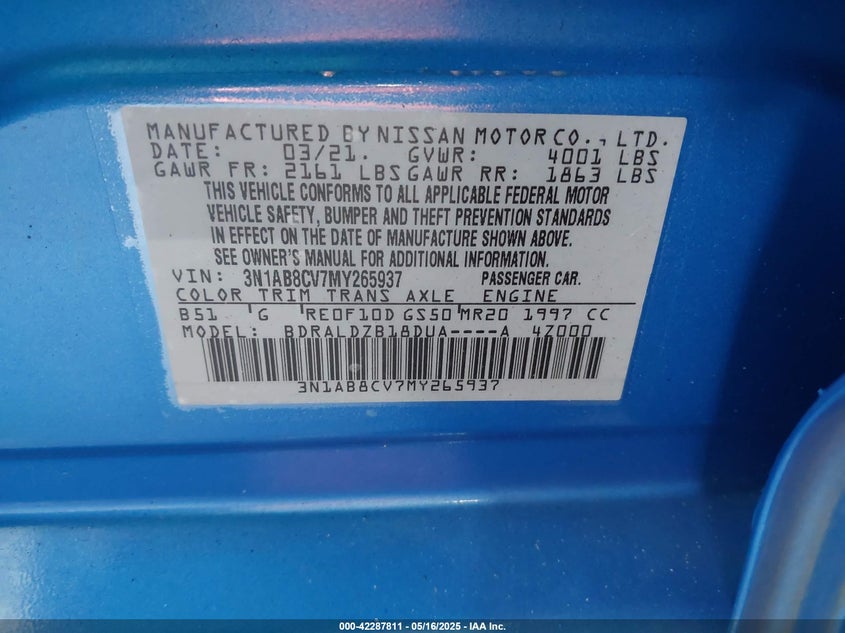 MANUFACTURED BY NISSAN MOTOR CO., LTD.
DATE: 03/21. GVWR: 4001 LBS
GAWR FR: 2161 LBS GAWR RR: 1863 LBS
THIS VEHICLE CONFORMS TO ALL APPLICABLE FEDERAL MOTOR
VEHICLE SAFETY, BUMPER AND THEFT PREVENTION STANDARDS
IN EFFECT ON THE DATE OF MANUFACTURE SHOWN ABOVE.
SEE OWNER'S MANUAL FOR ADDITIONAL INFORMATION.
VIN: 3N1AB8CV7MY265937 PASSENGER CAR.
COLOR TRIM TRANS AXLE ENGINE
B51 G RE0F10D GS50 MR20 1997 CC
MODEL: BDRALDZB18DUA----A 4Z000
3N1AB8CV7MY265937
000-42287811 - 05/16/2025 - IAA Inc.